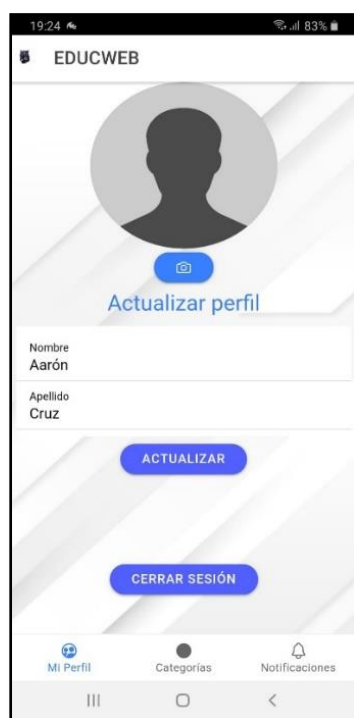 19:24 83%
EDUCWEB
Actualizar perfil
Nombre
Aarón
Apellido
Cruz
ACTUALIZAR
CERRAR SESIÓN
Mi Perfil Categorías Notificaciones